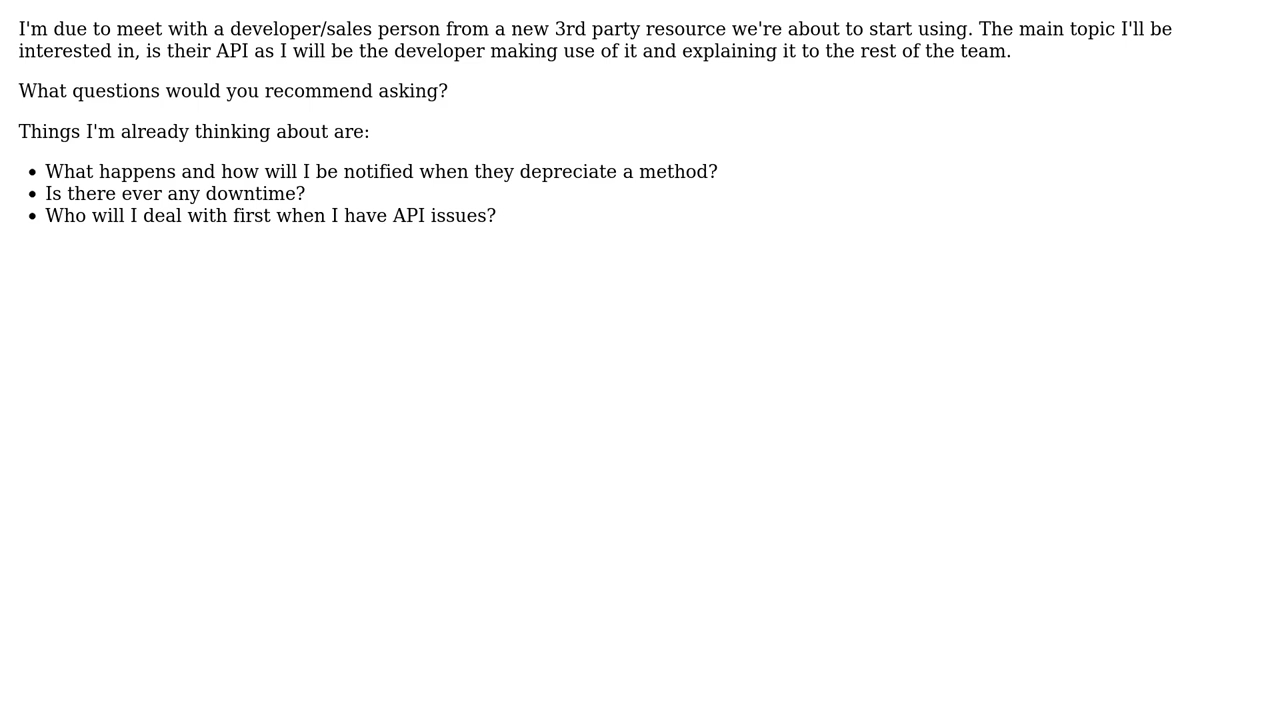 I'm due to meet with a developer/sales person from a new 3rd party resource we're about to start using. The main topic I'll be
interested in, is their API as I will be the developer making use of it and explaining it to the rest of the team.
What questions would you recommend asking?
Things I'm already thinking about are:
• What happens and how will I be notified when they depreciate a method?
• Is there ever any downtime?
• Who will I deal with first when I have API issues?